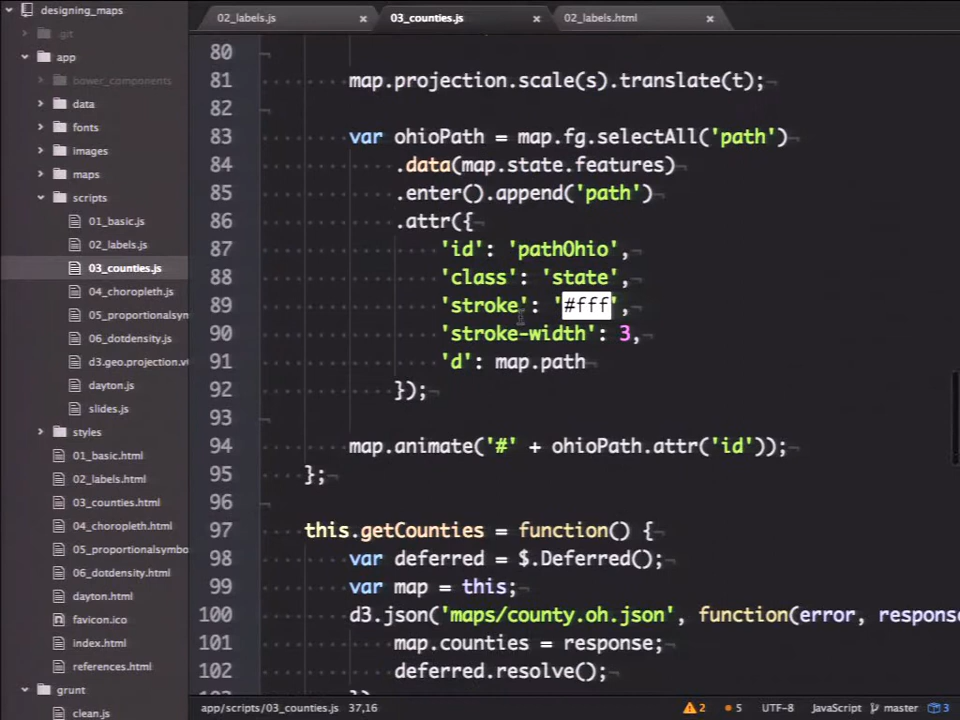 designing_maps
.git
app
bower_components
data
fonts
images
maps
scripts
01_basic.js
02_labels.js
03_counties.js
04_choropleth.js
05_proportionalsymb
06_dotdensity.js
d3.geo.projection.v
dayton.js
slides.js
styles
01_basic.html
02_labels.html
03_counties.html
04_choropleth.html
05_proportionalsymbo
06_dotdensity.html
dayton.html
favicon.ico
index.html
references.html
grunt
clean.js
02_labels.js × 03_counties.js × 02_labels.html ×
80
81 map.projection.scale(s).translate(t);
82
83 var ohioPath = map.fg.selectAll('path')
84 .data(map.state.features)
85 .enter().append('path')
86 .attr({
87 'id': 'pathOhio',
88 'class': 'state',
89 'stroke': '#fff',
90 'stroke-width': 3,
91 'd': map.path
92 });
93
94 map.animate('#' + ohioPath.attr('id'));
95 };
96
97 this.getCounties = function() {
98 var deferred = $.Deferred();
99 var map = this;
100 d3.json('maps/county.oh.json', function(error, respons
101 map.counties = response;
102 deferred.resolve();
app/scripts/03_counties.js 37,16 2 5 UTF-8 JavaScript master 3